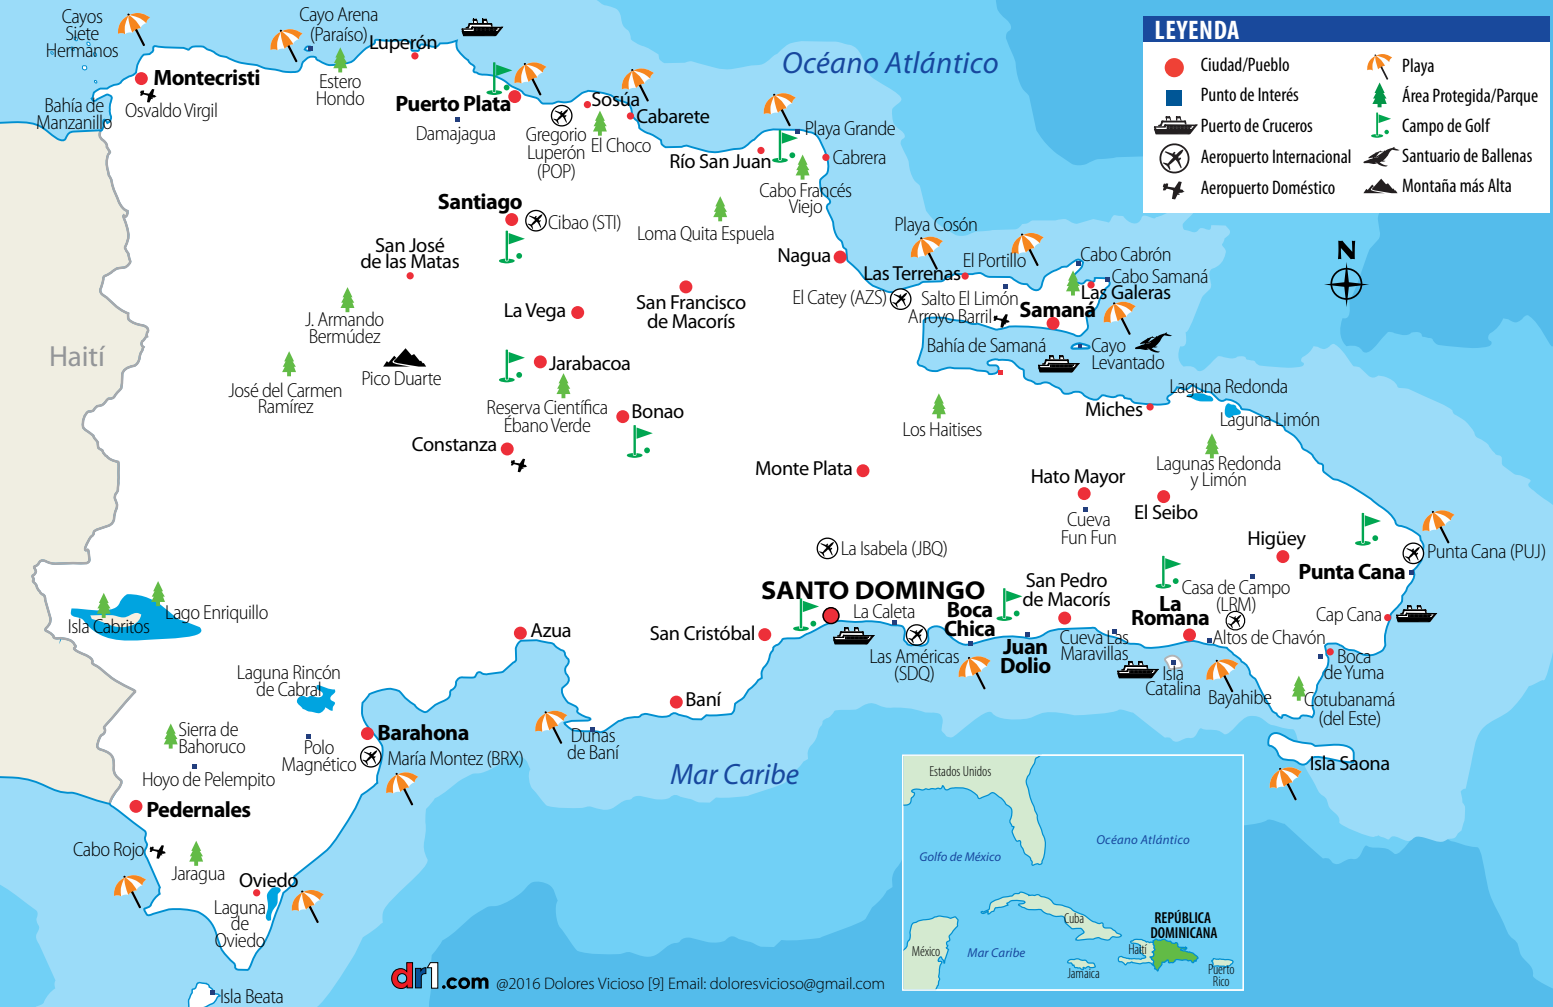 Cayos
Siete
Hermanos
Cayo Arena
(Paraíso)
Luperón
Océano Atlántico
Montecristi
Osvaldo Virgil
Bahía de
Manzanillo
Estero
Hondo
Puerto Plata
Damajagua
Sosúa
Cabarete
Gregorio
Luperón
(POP)
El Choco
Playa Grande
Río San Juan
Cabrera
Cabo Francés
Viejo
Santiago
Cibao (STI)
Loma Quita Espuela
San José
de las Matas
Nagua
Playa Cosón
Las Terrenas
El Portillo
Cabo Cabrón
Cabo Samaná
Las Galeras
El Catey (AZS)
Salto El Limón
Arroyo Barril
Samaná
Bahía de Samaná
Cayo
Levantado
J. Armando
Bermúdez
La Vega
San Francisco
de Macorís
Haití
Pico Duarte
Jarabacoa
José del Carmen
Ramírez
Reserva Científica
Ébano Verde
Bonao
Constanza
Los Haitises
Miches
Laguna Redonda
Laguna Limón
Lagunas Redonda
y Limón
Monte Plata
Hato Mayor
Cueva
Fun Fun
El Seibo
Higüey
Punta Cana (PUJ)
Punta Cana
La Isabela (JBQ)
SANTO DOMINGO
La Caleta
Boca
Chica
San Pedro
de Macorís
Casa de Campo
(LRM)
La
Romana
Cap Cana
Lago Enriquillo
Isla Cabritos
Azua
San Cristóbal
Las Américas
(SDQ)
Juan
Dolio
Cueva Las
Maravillas
Altos de Chavón
Isla
Catalina
Bayahibe
Boca
de Yuma
Cotubanamá
(del Este)
Laguna Rincón
de Cabral
Baní
Dunas
de Baní
Sierra de
Bahoruco
Polo
Magnético
Barahona
María Montez (BRX)
Hoyo de Pelempito
Mar Caribe
Isla Saona
Pedernales
Cabo Rojo
Jaragua
Oviedo
Laguna
de
Oviedo
Isla Beata
dr1.com @2016 Dolores Vicioso [9] Email: doloresvicioso@gmail.com
LEYENDA
Ciudad/Pueblo
Punto de Interés
Puerto de Cruceros
Aeropuerto Internacional
Aeropuerto Doméstico
Playa
Área Protegida/Parque
Campo de Golf
Santuario de Ballenas
Montaña más Alta
N
Estados Unidos
Océano Atlántico
Golfo de México
Cuba
REPÚBLICA
DOMINICANA
México
Mar Caribe
Haití
Jamaica
Puerto
Rico